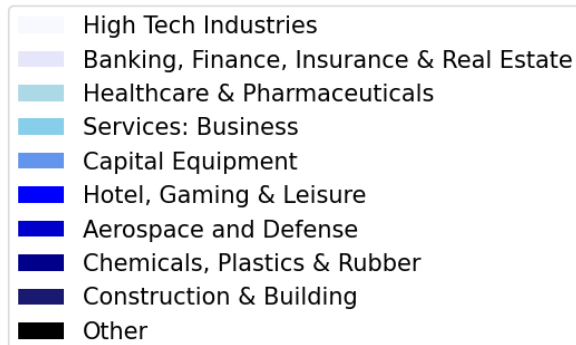 High Tech Industries
Banking, Finance, Insurance & Real Estate
Healthcare & Pharmaceuticals
Services: Business
Capital Equipment
Hotel, Gaming & Leisure
Aerospace and Defense
Chemicals, Plastics & Rubber
Construction & Building
Other